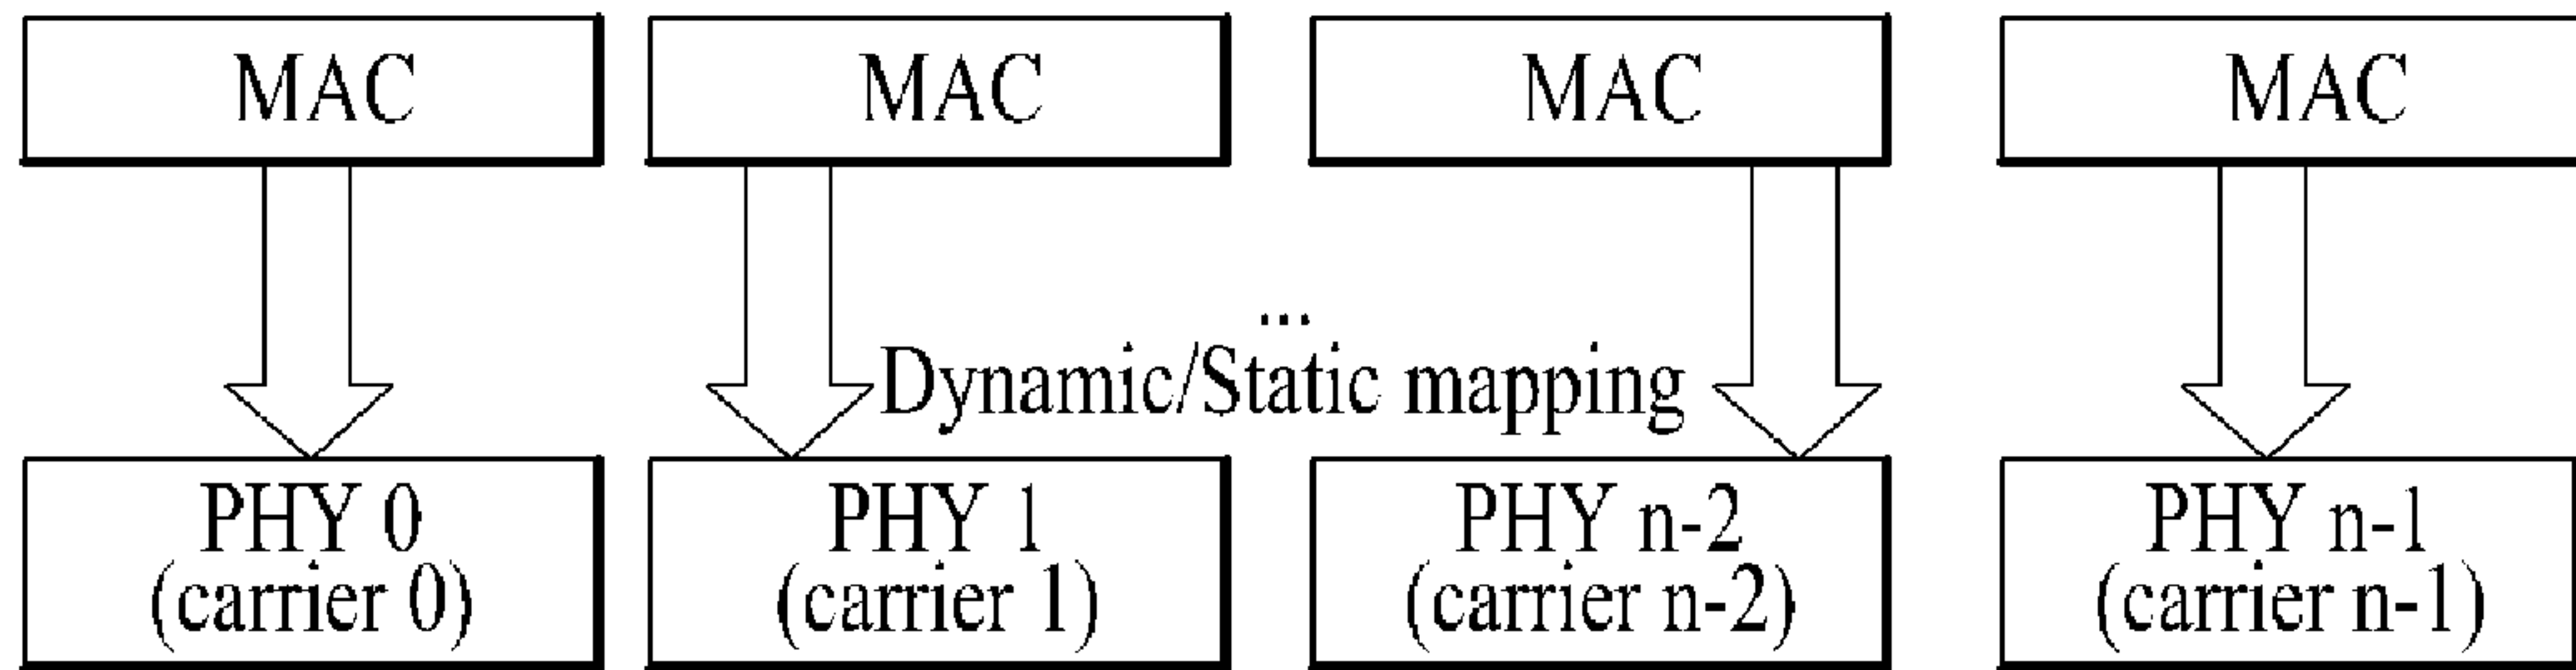 MAC MAC MAC MAC
...
Dynamic/Static mapping
PHY 0 PHY 1 PHY n-2 PHY n-1
(carrier 0) (carrier 1) (carrier n-2) (carrier n-1)